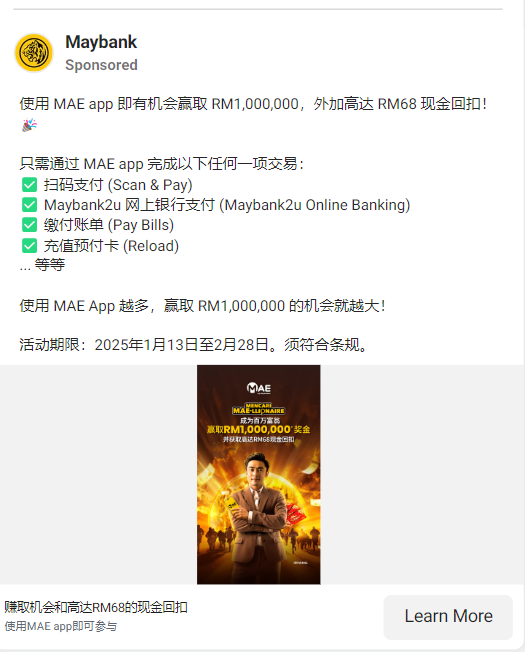 Maybank
Sponsored
使用 MAE app 即有机会赢取 RM1,000,000，外加高达 RM68 现金回扣！
🎉
只需通过 MAE app 完成以下任何一项交易：
✅ 扫码支付 (Scan & Pay)
✅ Maybank2u 网上银行支付 (Maybank2u Online Banking)
✅ 缴付账单 (Pay Bills)
✅ 充值预付卡 (Reload)
... 等等
使用 MAE App 越多，赢取 RM1,000,000 的机会就越大！
活动期限：2025年1月13日至2月28日。须符合条规。
MAE
MENCARI
MAE-LLIONAIRE
成为百万富翁
赢取RM1,000,000*奖金
并获取高达RM68现金回扣
赚取机会和高达RM68的现金回扣
使用MAE app即可参与
Learn More